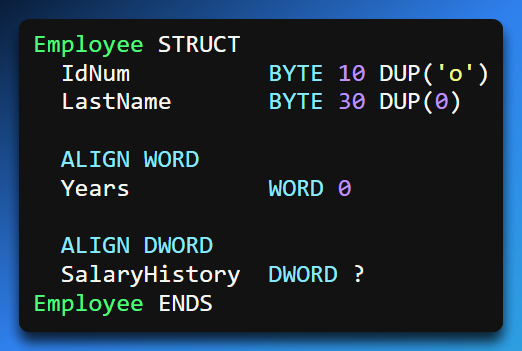 Employee STRUCT
IdNum BYTE 10 DUP('o')
LastName BYTE 30 DUP(0)
ALIGN WORD
Years WORD 0
ALIGN DWORD
SalaryHistory DWORD ?
Employee ENDS